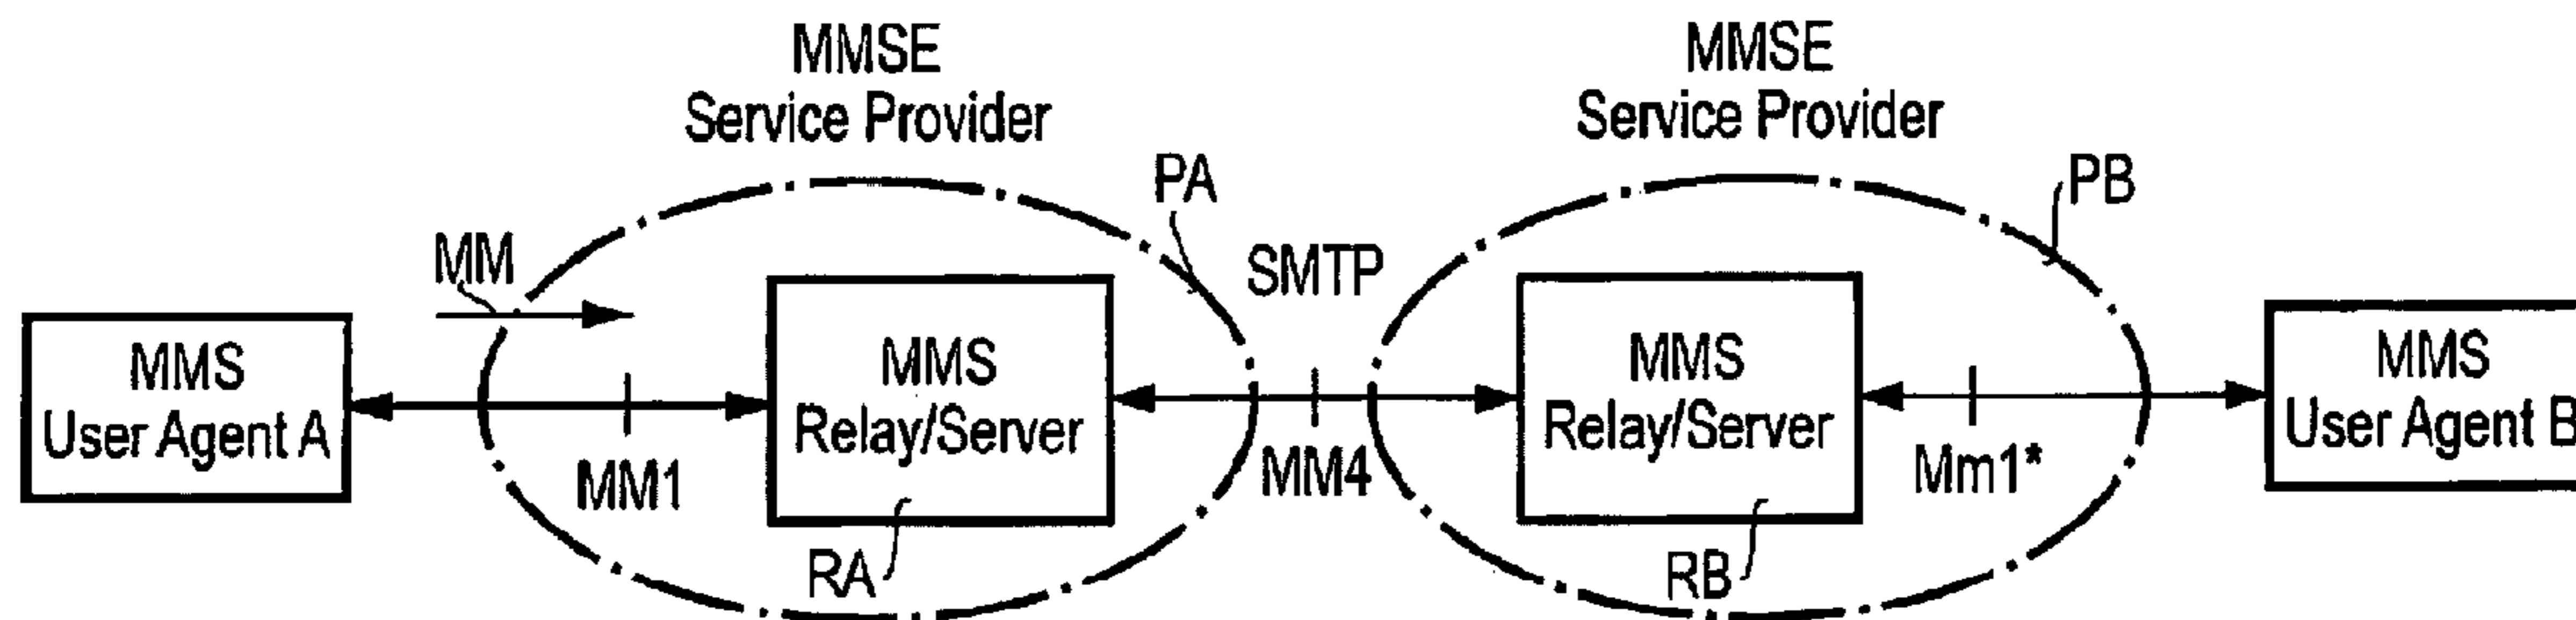 MMSE
Service Provider
MMSE
Service Provider
PA
PB
MM
SMTP
MMS
User Agent A
MMS
Relay/Server
MMS
Relay/Server
MMS
User Agent B
MM1
MM4
Mm1*
RA
RB